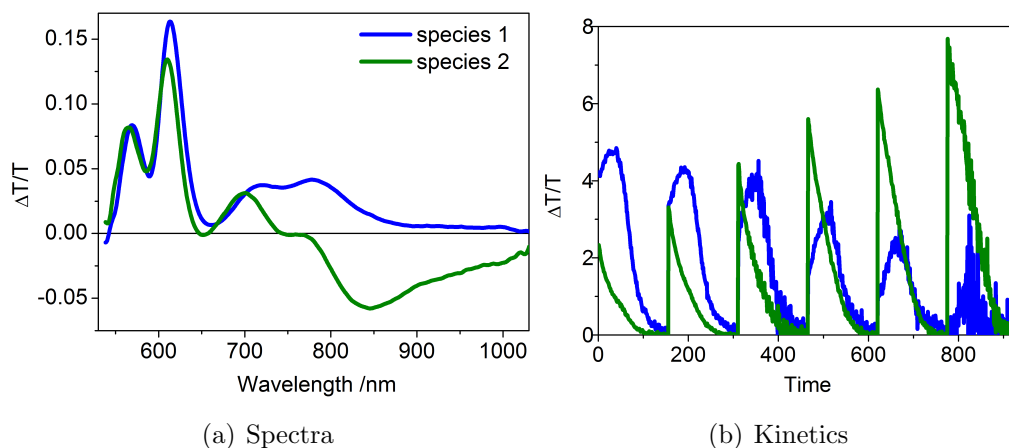 species 1
species 2
ΔT/T
0.15
0.10
0.05
0.00
-0.05
600
700
800
900
1000
Wavelength /nm
(a) Spectra
ΔT/T
8
6
4
2
0
0
200
400
600
800
Time
(b) Kinetics